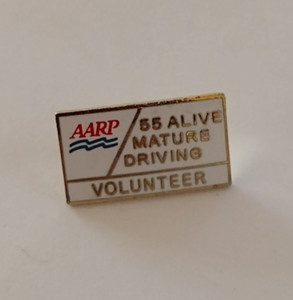 AARP
55 ALIVE
MATURE
DRIVING
VOLUNTEER